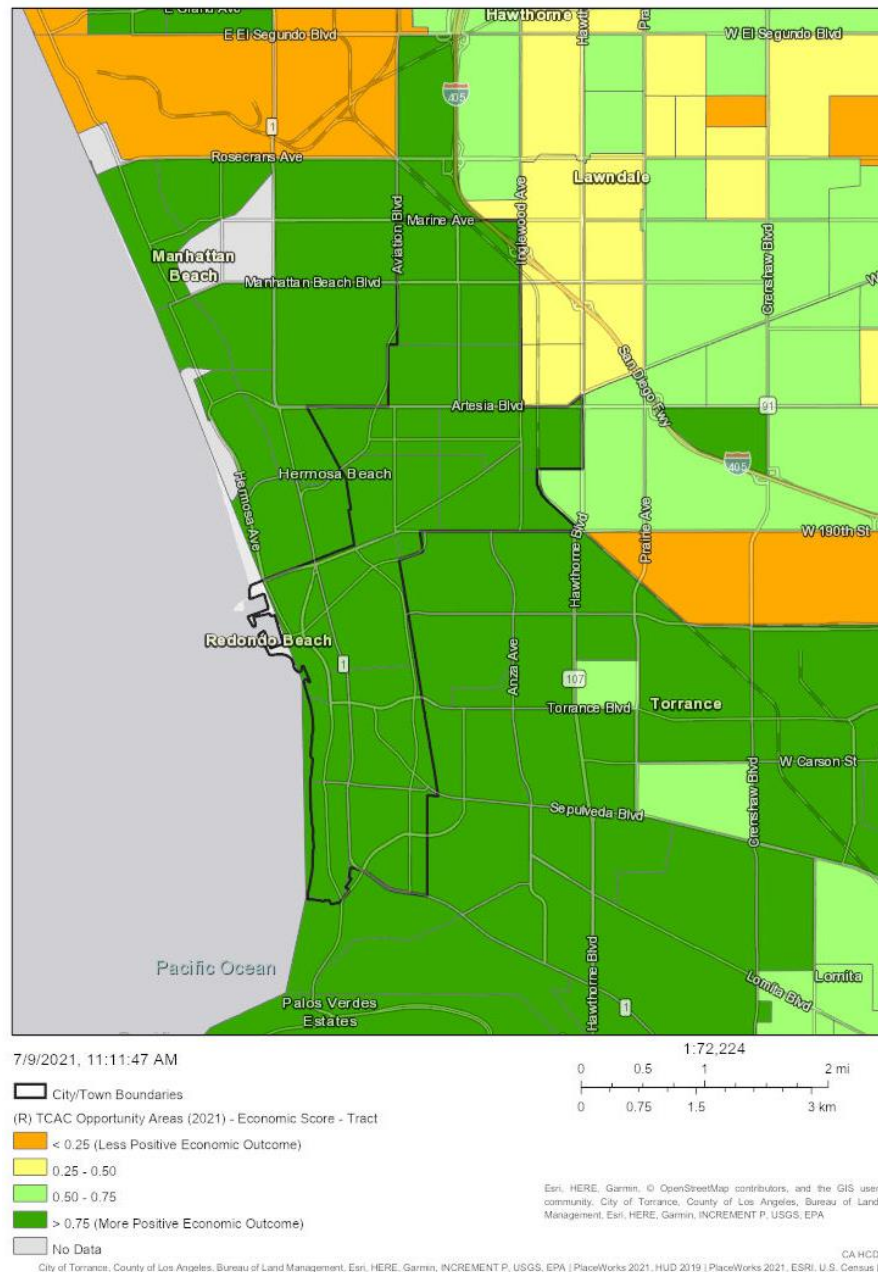 E Grand Ave
Hawthorne
E El Segundo Blvd
W El Segundo Blvd
405
1
Rosecrans Ave
Lawndale
Aviation Blvd
Marine Ave
Inglewood Ave
Manhattan
Beach
Crenshaw Blvd
Manhattan Beach Blvd
San Diego Fwy
Artesia Blvd
91
Hermosa Beach
405
Hermosa Ave
W 190th St
Hawthorne Blvd
Prairie Ave
Redondo Beach
1
Anza Ave
107
Torrance
Torrance Blvd
W Carson St
Crenshaw Blvd
Sepulveda Blvd
Pacific Ocean
Hawthorne Blvd
Lomita Blvd
Lomita
Palos Verdes
Estates
1
7/9/2021, 11:11:47 AM
1:72,224
0 0.5 1 2 mi
0 0.75 1.5 3 km
City/Town Boundaries
(R) TCAC Opportunity Areas (2021) - Economic Score - Tract
< 0.25 (Less Positive Economic Outcome)
0.25 - 0.50
0.50 - 0.75
> 0.75 (More Positive Economic Outcome)
No Data
Esri, HERE, Garmin, © OpenStreetMap contributors, and the GIS user
community, City of Torrance, County of Los Angeles, Bureau of Land
Management, Esri, HERE, Garmin, INCREMENT P, USGS, EPA
CA HCD
City of Torrance, County of Los Angeles, Bureau of Land Management, Esri, HERE, Garmin, INCREMENT P, USGS, EPA | PlaceWorks 2021, HUD 2019 | PlaceWorks 2021, ESRI, U.S. Census |